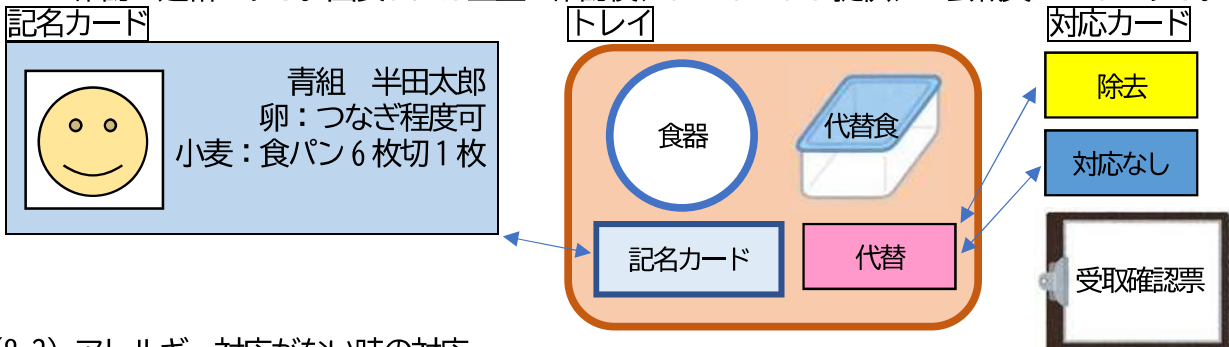 記名カード
トレイ
対応カード
青組　半田太郎
卵：つなぎ程度可
小麦：食パン６枚切１枚
食器
代替食
記名カード
代替
除去
対応なし
受取確認票